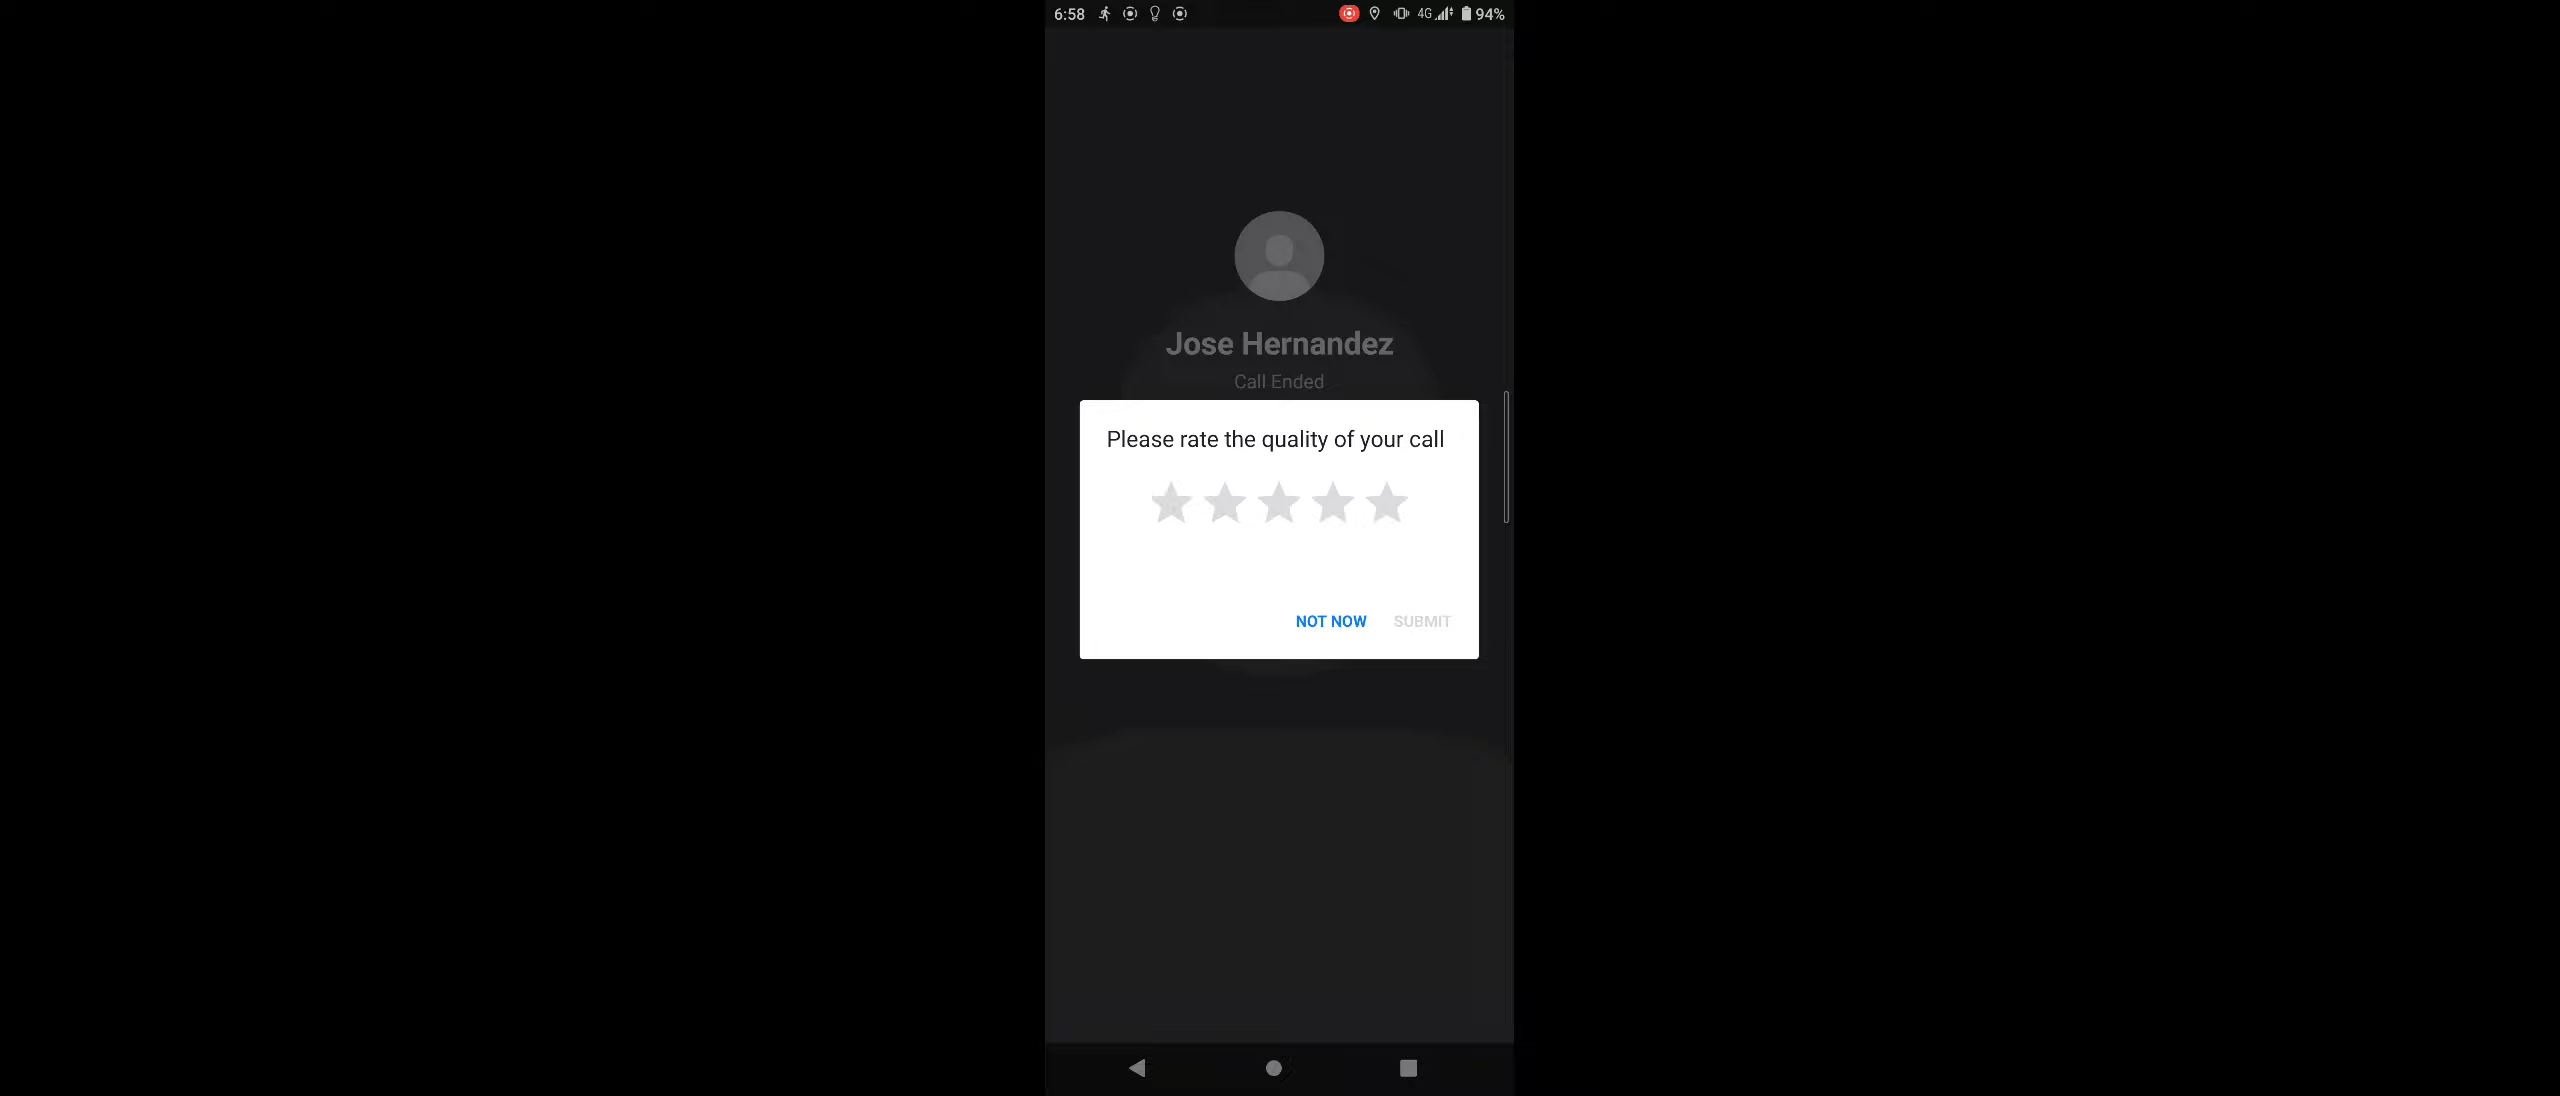 6:58
4G 94%
Jose Hernandez
Call Ended
Please rate the quality of your call
NOT NOW SUBMIT